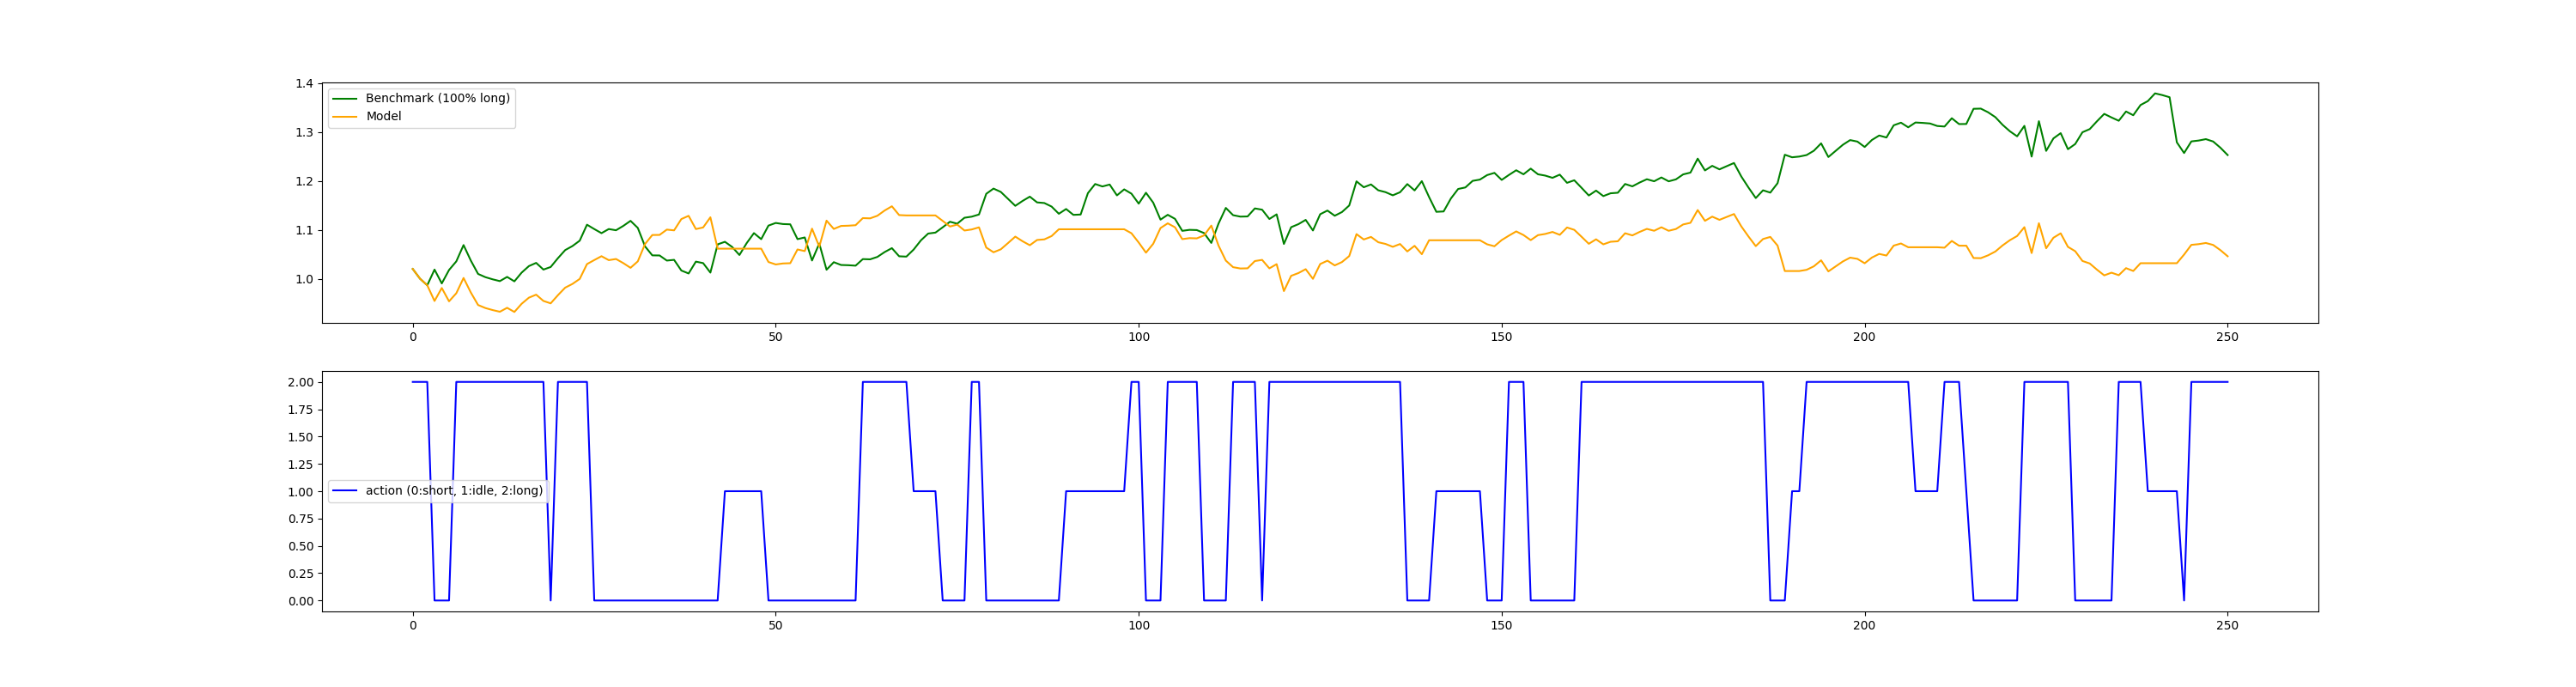 1.4
1.3
1.2
1.1
1.0
Benchmark (100% long)
Model
0 50 100 150 200 250
2.00
1.75
1.50
1.25
1.00
0.75
0.50
0.25
0.00
action (0:short, 1:idle, 2:long)
0 50 100 150 200 250